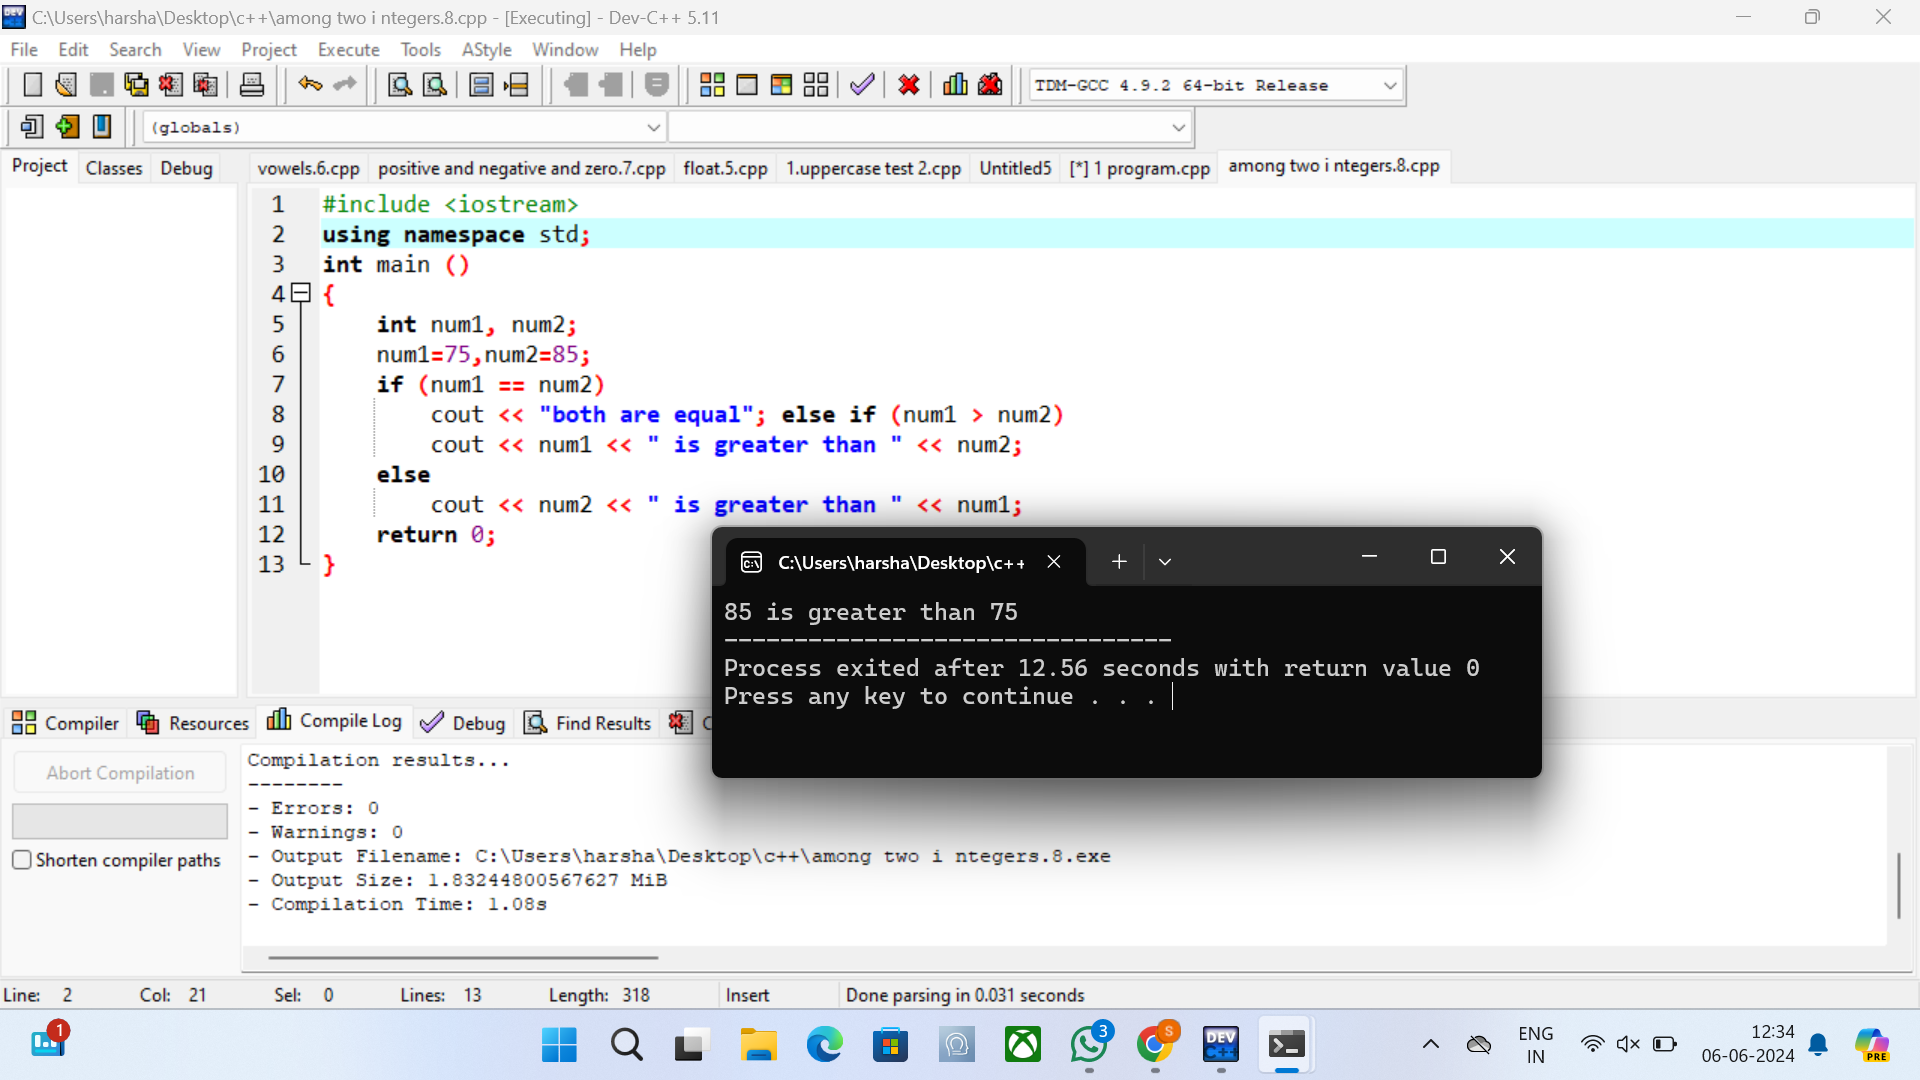 C:\Users\harsha\Desktop\c++\among two i ntegers.8.cpp - [Executing] - Dev-C++ 5.11
File Edit Search View Project Execute Tools AStyle Window Help
TDM-GCC 4.9.2 64-bit Release
(globals)
Project Classes Debug
vowels.6.cpp positive and negative and zero.7.cpp float.5.cpp 1.uppercase test 2.cpp Untitled5 [*] 1 program.cpp among two i ntegers.8.cpp
1 #include <iostream>
2 using namespace std;
3 int main ()
4 {
5 int num1, num2;
6 num1=75,num2=85;
7 if (num1 == num2)
8 cout << "both are equal"; else if (num1 > num2)
9 cout << num1 << " is greater than " << num2;
10 else
11 cout << num2 << " is greater than " << num1;
12 return 0;
13 }
C:\Users\harsha\Desktop\c++
85 is greater than 75
--------------------------------
Process exited after 12.56 seconds with return value 0
Press any key to continue . . .
Compiler Resources Compile Log Debug Find Results C
Abort Compilation
Shorten compiler paths
Compilation results...
--------
- Errors: 0
- Warnings: 0
- Output Filename: C:\Users\harsha\Desktop\c++\among two i ntegers.8.exe
- Output Size: 1.83244800567627 MiB
- Compilation Time: 1.08s
Line: 2 Col: 21 Sel: 0 Lines: 13 Length: 318 Insert Done parsing in 0.031 seconds
1
3
S
DEV
C++
ENG
IN
12:34
06-06-2024
PRE